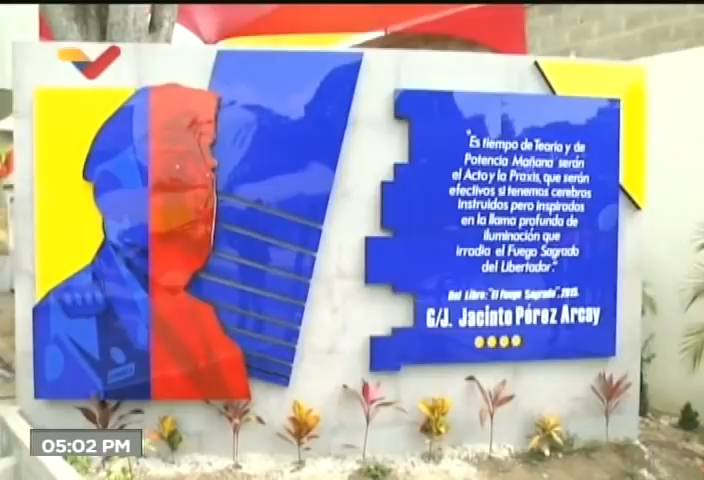 "Es tiempo de Teoría y de
Potencia Mañana serán
el Acto y la Praxis, que serán
efectivos si tenemos cerebros
instruidos pero inspirados
en la llama profunda de
iluminación que
irradia el Fuego Sagrado
del Libertador."
Del Libro: "El Fuego Sagrado", 2013.
G/J. Jacinto Pérez Arcay
05:02 PM